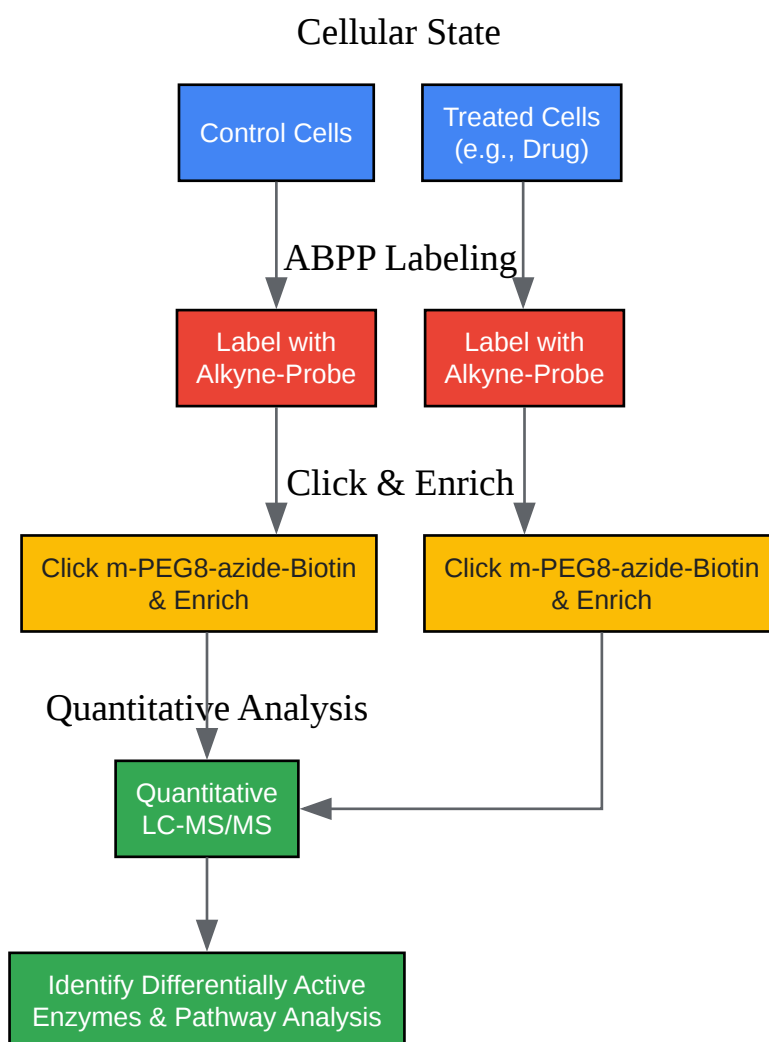 Cellular State
Control Cells
Treated Cells
(e.g., Drug)
ABPP Labeling
Label with
Alkyne-Probe
Label with
Alkyne-Probe
Click & Enrich
Click m-PEG8-azide-Biotin
& Enrich
Click m-PEG8-azide-Biotin
& Enrich
Quantitative Analysis
Quantitative
LC-MS/MS
Identify Differentially Active
Enzymes & Pathway Analysis